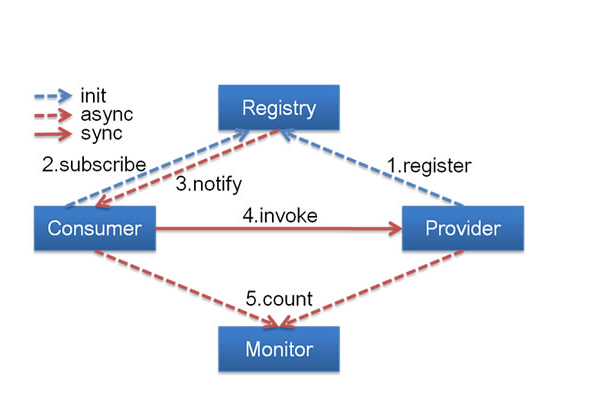 init
async
sync
Registry
2.subscribe
1.register
3.notify
4.invoke
Consumer
Provider
5.count
Monitor